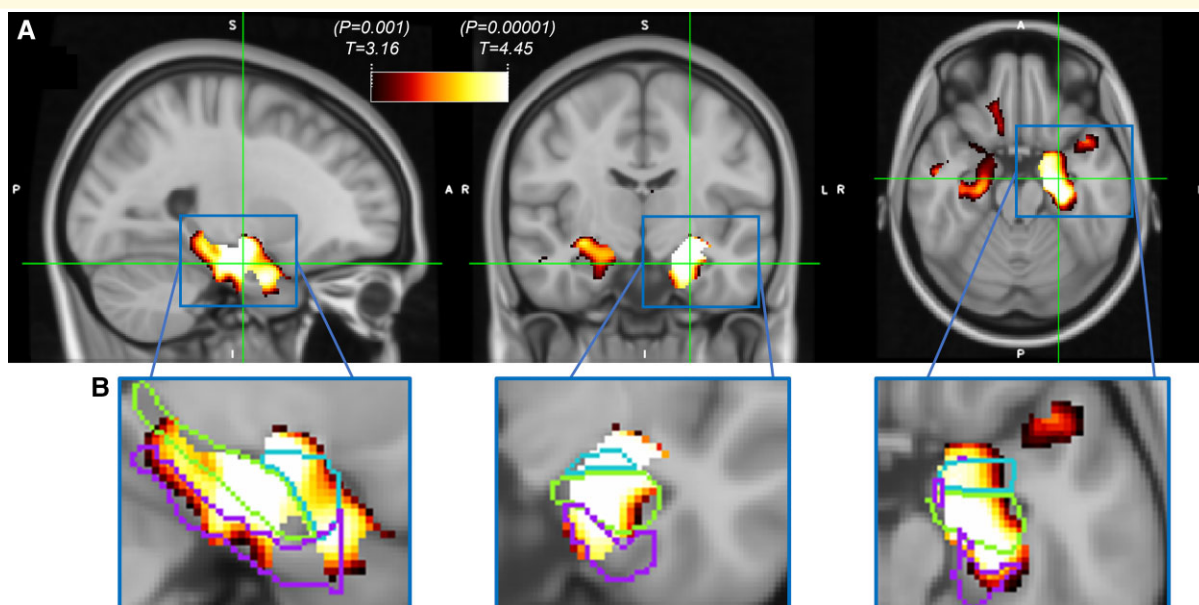 A
S
(P=0.001)
T=3.16
(P=0.00001)
T=4.45
S
A
P
A R
L R
I
I
P
B